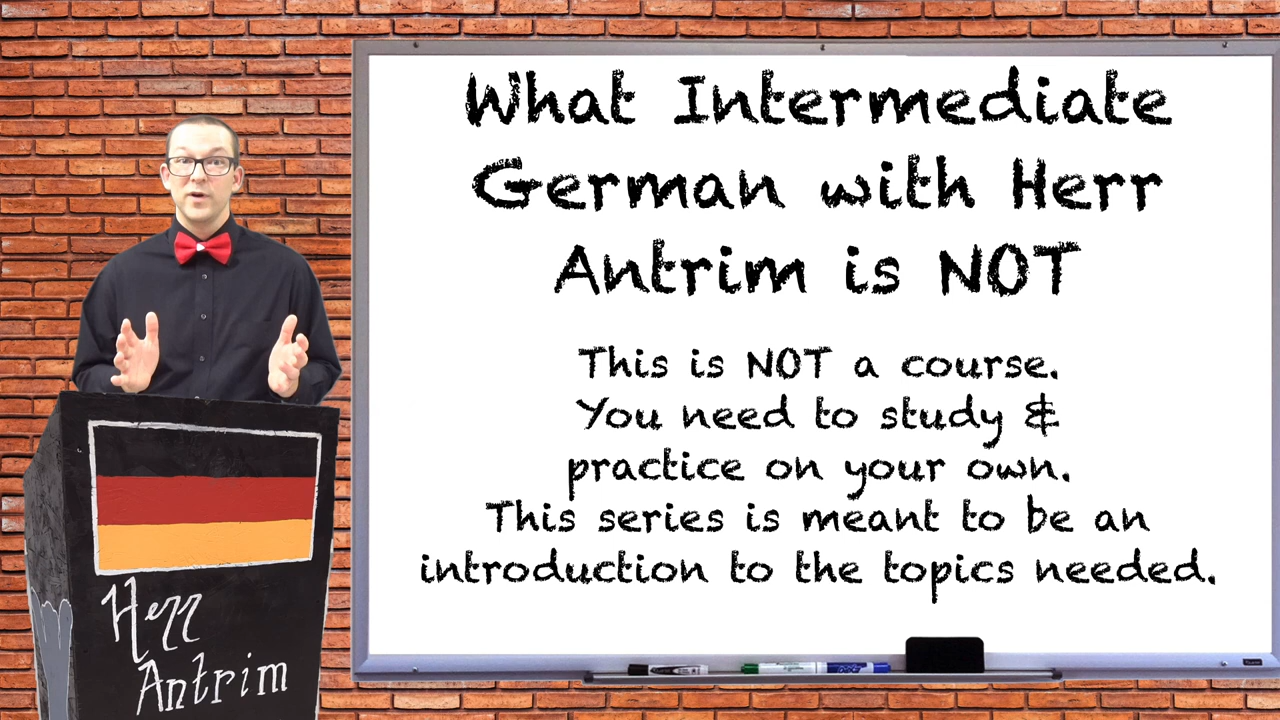 What Intermediate
German with Herr
Antrim is NOT
This is NOT a course.
You need to study &
practice on your own.
This series is meant to be an
introduction to the topics needed.
Herr
Antrim